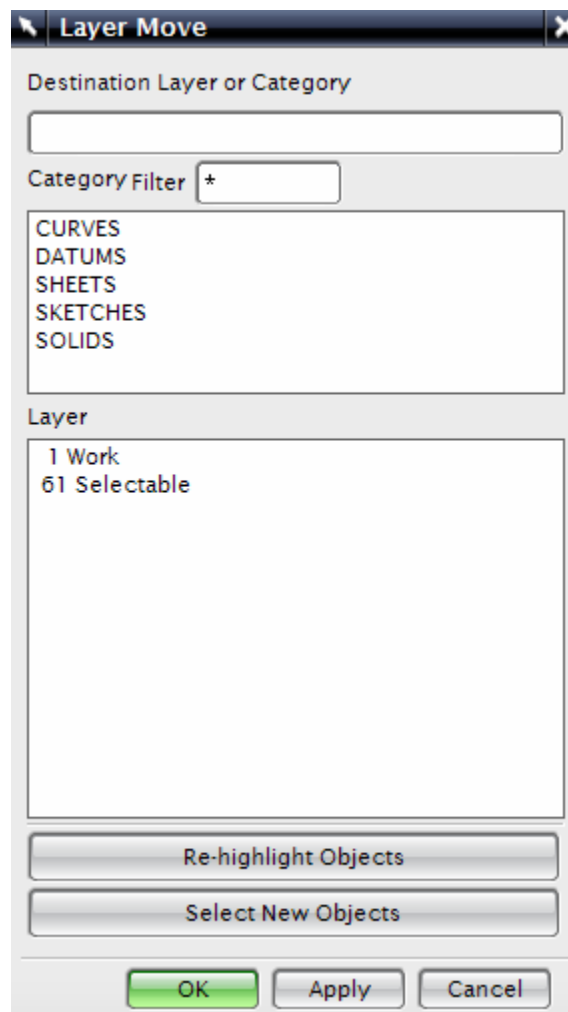 Layer Move
Destination Layer or Category
Category Filter *
CURVES
DATUMS
SHEETS
SKETCHES
SOLIDS
Layer
1 Work
61 Selectable
Re-highlight Objects
Select New Objects
OK Apply Cancel